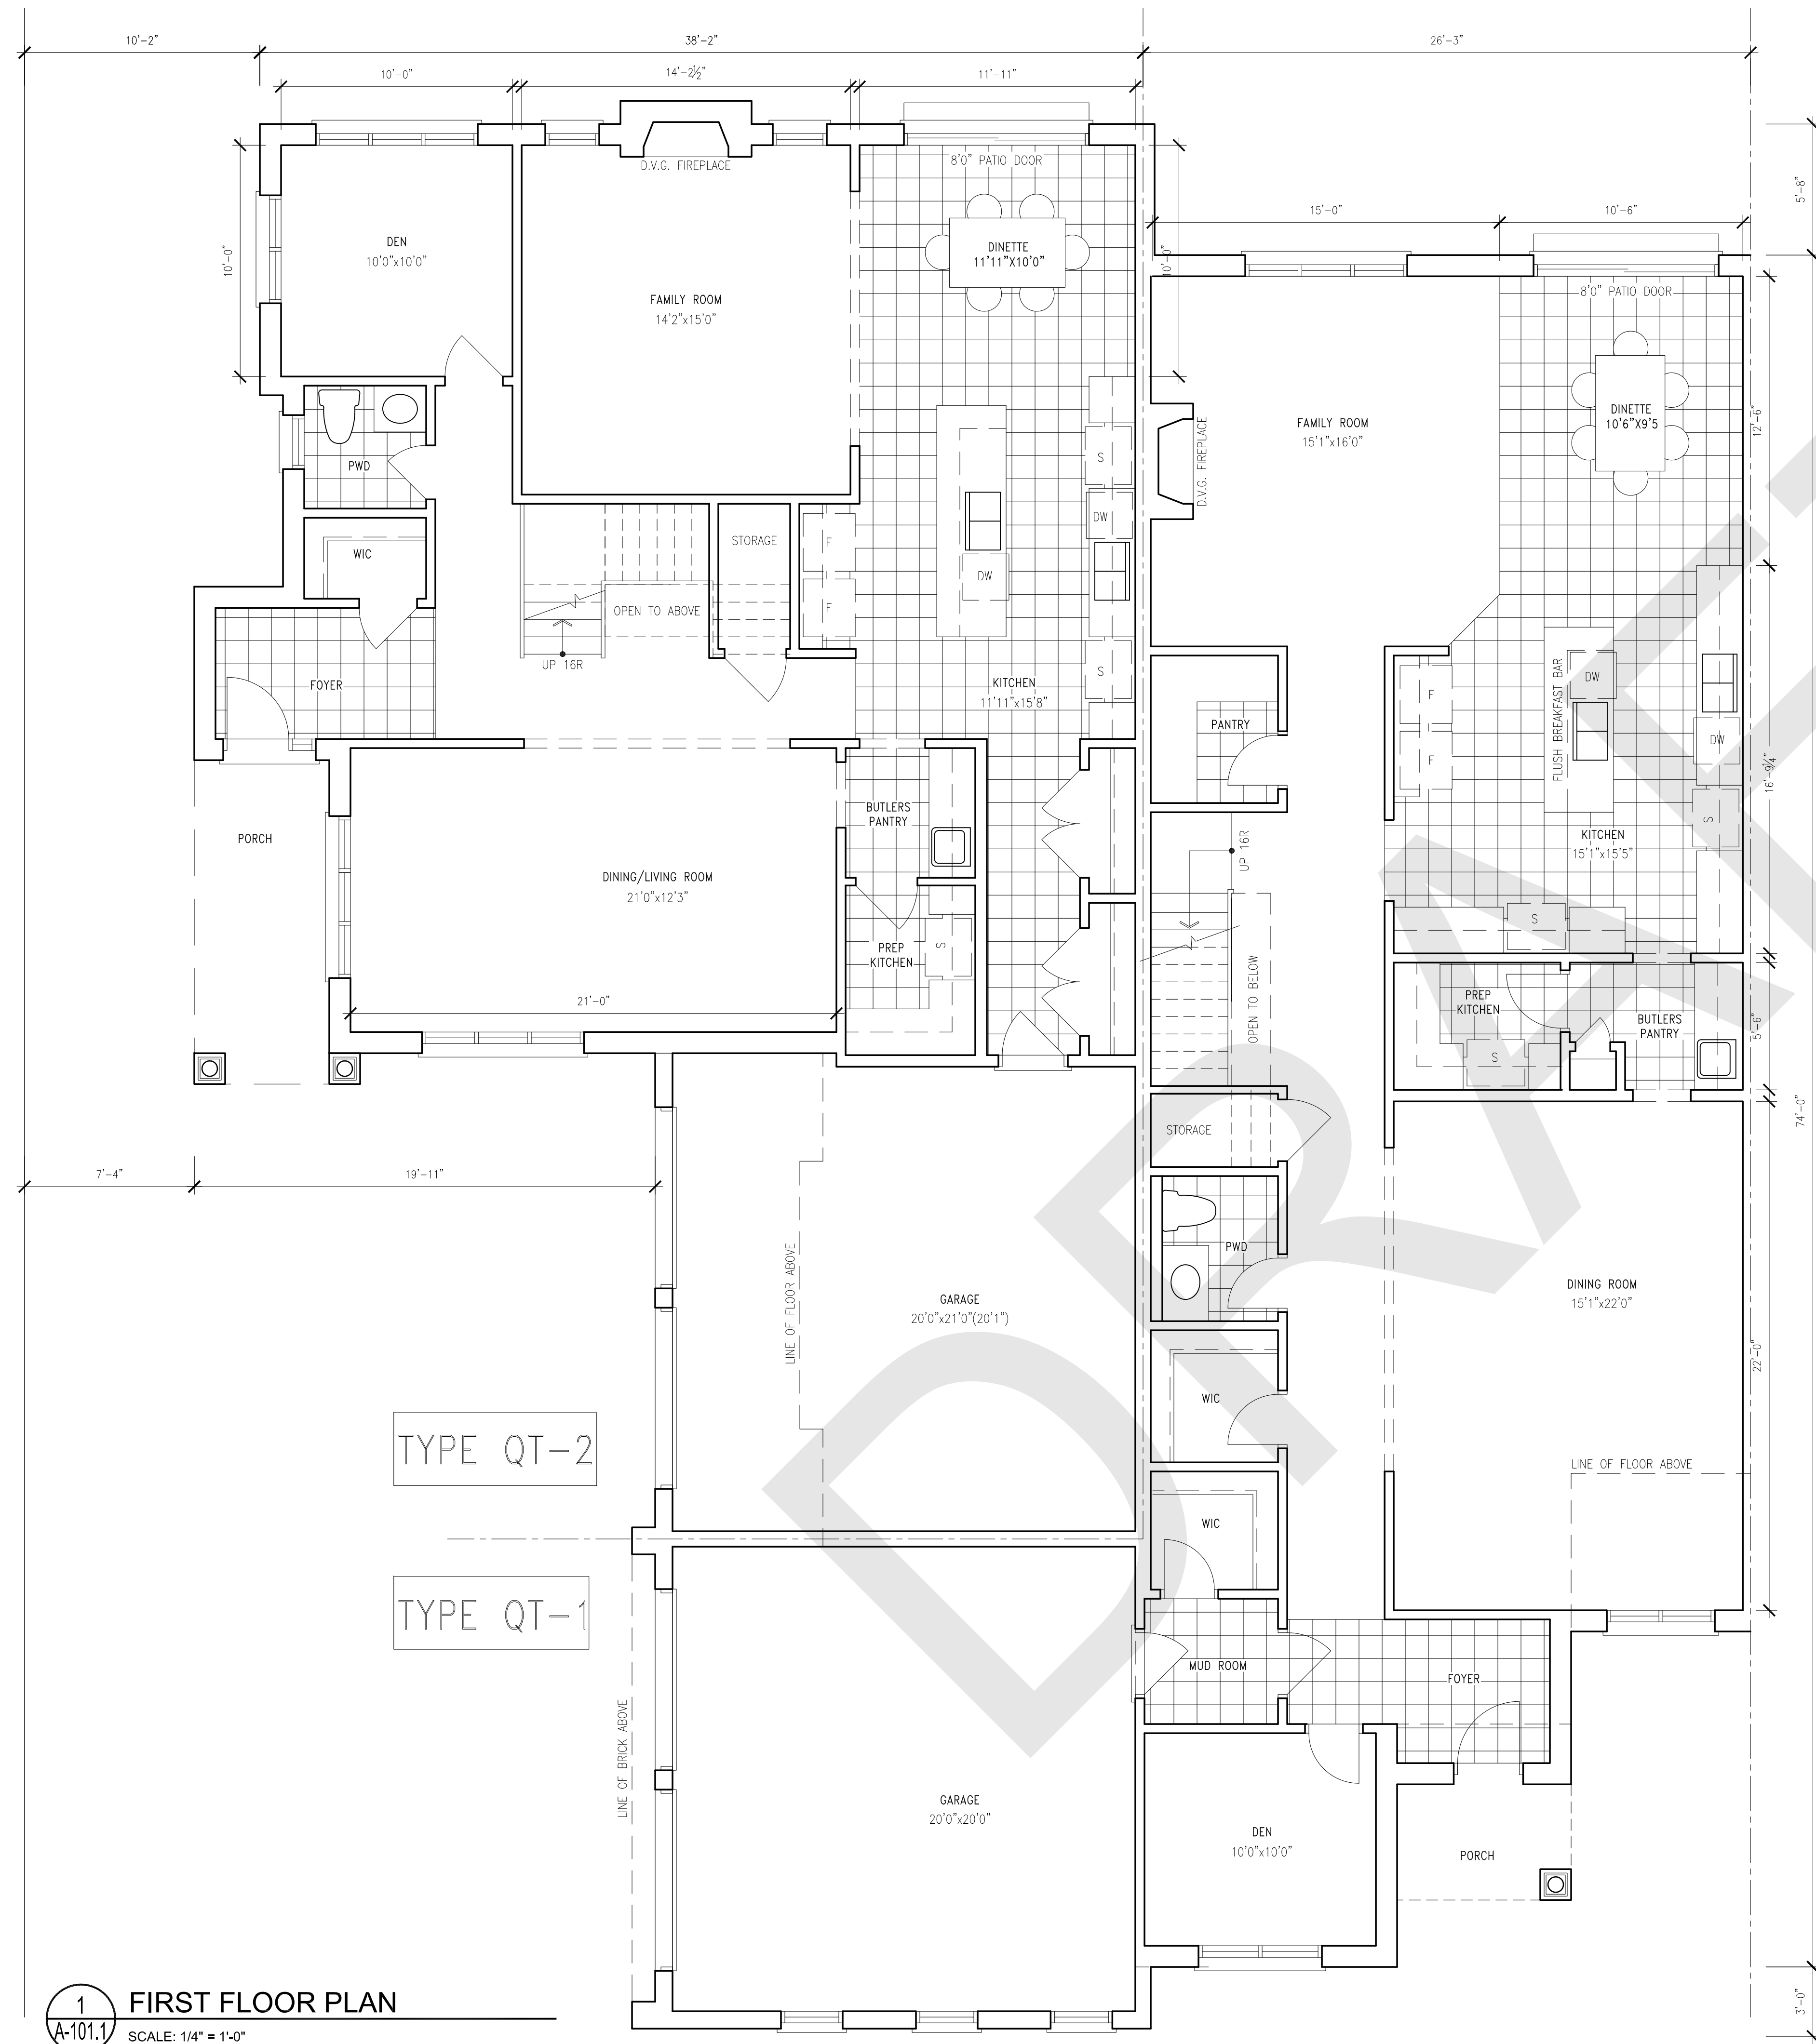 10'-2"
38'-2"
26'-3"
10'-0"
14'-2½"
11'-11"
D.V.G. FIREPLACE
8'0" PATIO DOOR
5'-8"
15'-0"
10'-6"
10'-0"
DEN
10'0"x10'0"
FAMILY ROOM
14'2"x15'0"
DINETTE
11'11"X10'0"
10'-0"
8'0" PATIO DOOR
DINETTE
10'6"X9'5
12'-6"
FAMILY ROOM
15'1"x16'0"
D.V.G. FIREPLACE
PWD
WIC
STORAGE
F
F
S
DW
DW
S
OPEN TO ABOVE
UP 16R
FOYER
KITCHEN
11'11"x15'8"
PANTRY
F
F
FLUSH BREAKFAST BAR
DW
DW
S
16'-9¼"
KITCHEN
15'1"x15'5"
S
PORCH
DINING/LIVING ROOM
21'0"x12'3"
BUTLERS
PANTRY
PREP
KITCHEN
S
21'-0"
UP 16R
OPEN TO BELOW
PREP
KITCHEN
S
BUTLERS
PANTRY
5'-6"
74'-0"
STORAGE
7'-4"
19'-11"
PWD
LINE OF FLOOR ABOVE
GARAGE
20'0"x21'0"(20'1")
DINING ROOM
15'1"x22'0"
22'-0"
WIC
TYPE QT-2
LINE OF FLOOR ABOVE
WIC
TYPE QT-1
MUD ROOM
FOYER
LINE OF BRICK ABOVE
GARAGE
20'0"x20'0"
DEN
10'0"x10'0"
PORCH
3'-0"
1
A-101.1
FIRST FLOOR PLAN
SCALE: 1/4" = 1'-0"